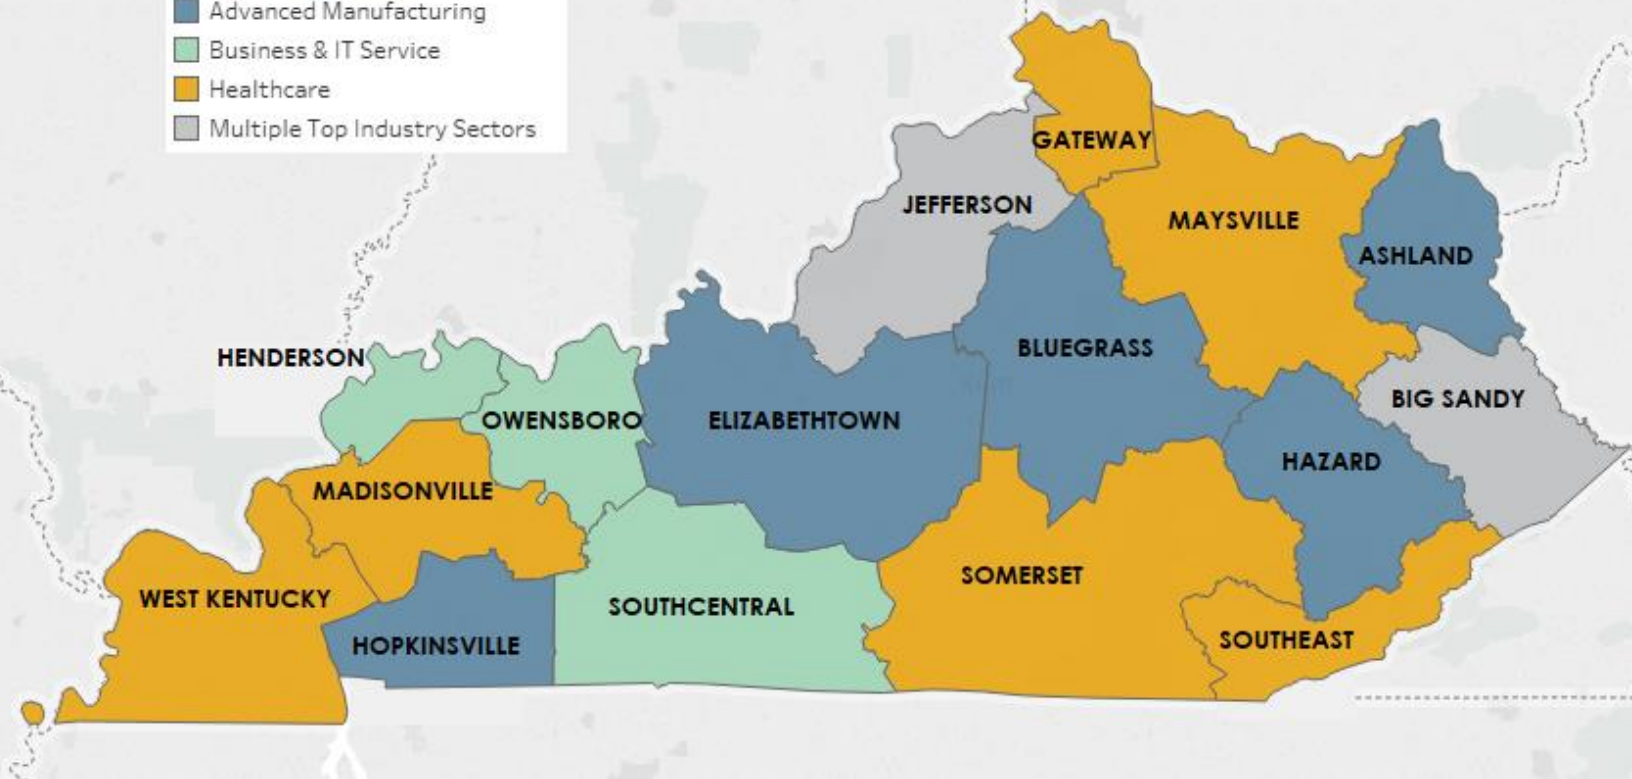 Advanced Manufacturing
Business & IT Service
Healthcare
Multiple Top Industry Sectors
GATEWAY
JEFFERSON
MAYSVILLE
ASHLAND
HENDERSON
BLUEGRASS
OWENSBORO
ELIZABETHTOWN
BIG SANDY
HAZARD
MADISONVILLE
SOMERSET
WEST KENTUCKY
SOUTHCENTRAL
HOPKINSVILLE
SOUTHEAST